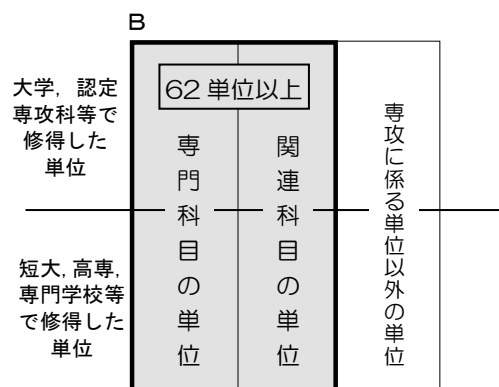 B
大学，認定
専攻科等で
修得した
単位
短大，高専，
専門学校等
で修得した
単位
62単位以上
専門科目の単位
関連科目の単位
専攻に係る単位以外の単位